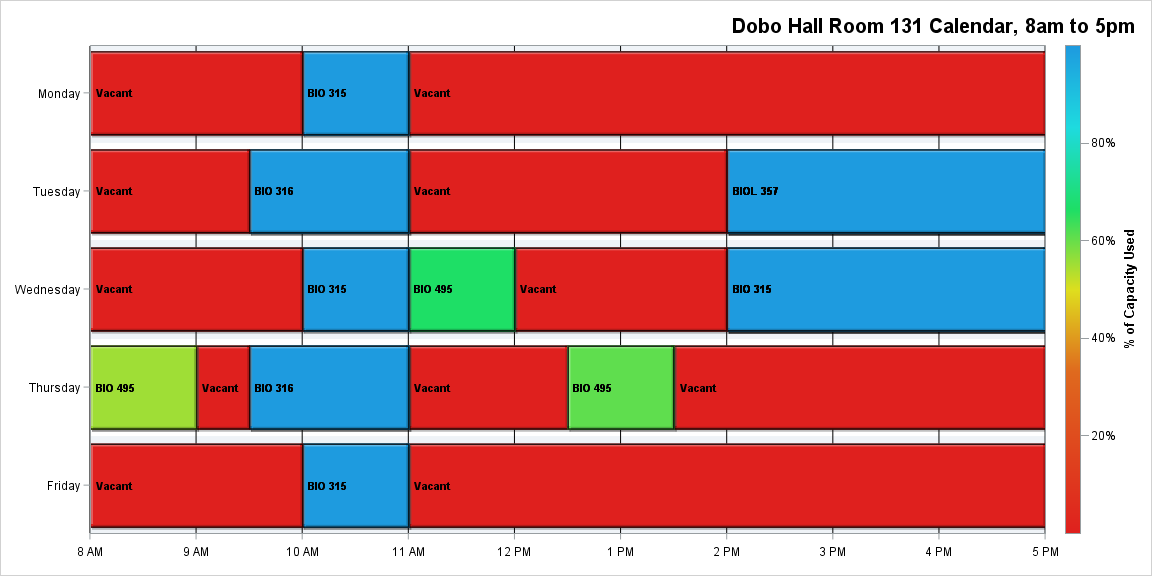 Dobo Hall Room 131 Calendar, 8am to 5pm
Monday
Vacant
BIO 315
Vacant
Tuesday
Vacant
BIO 316
Vacant
BIOL 357
Wednesday
Vacant
BIO 315
BIO 495
Vacant
BIO 315
Thursday
BIO 495
Vacant
BIO 316
Vacant
BIO 495
Vacant
Friday
Vacant
BIO 315
Vacant
8 AM
9 AM
10 AM
11 AM
12 PM
1 PM
2 PM
3 PM
4 PM
5 PM
80%
60%
40%
20%
% of Capacity Used